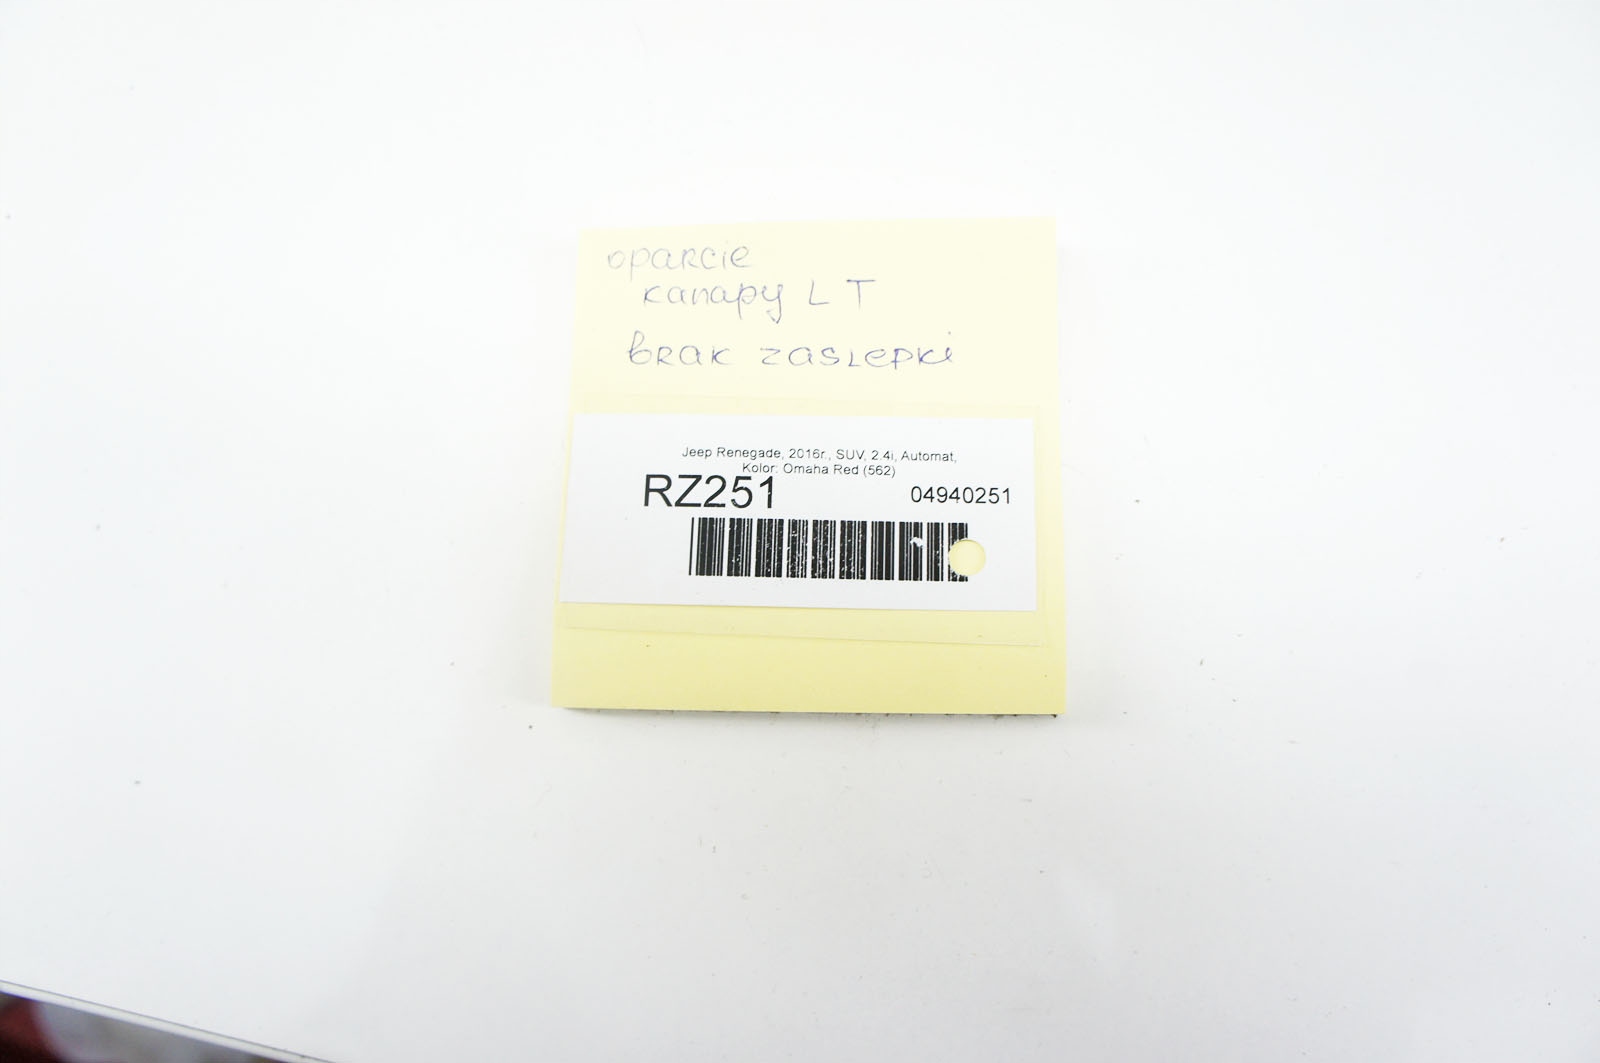 oparcie
kanapy L T
brak zaslepki
Jeep Renegade, 2016r., SUV, 2.4i, Automat,
Kolor: Omaha Red (562)
RZ251 04940251